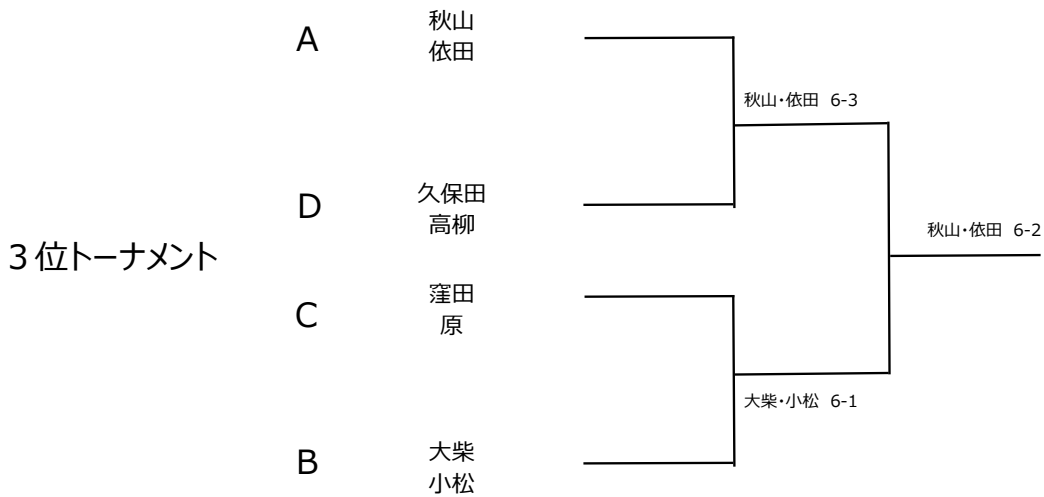 A
秋山
依田
秋山・依田 6-3
D
久保田
高柳
秋山・依田 6-2
３位トーナメント
C
窪田
原
大柴・小松 6-1
B
大柴
小松